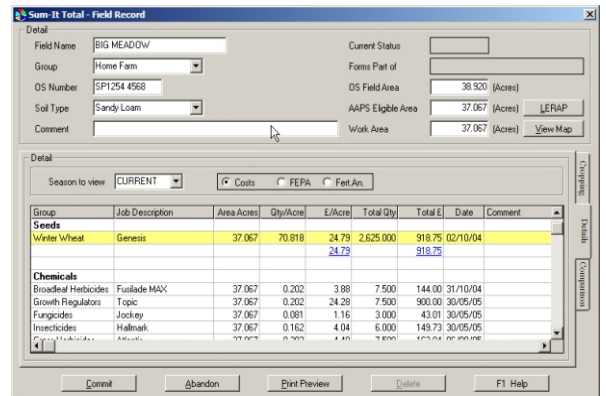 Sum-It Total - Field Record
Detail
Field Name BIG MEADOW Current Status
Group Home Farm Forms Part of
OS Number SP1254 4568 OS Field Area 38.920 (Acres)
Soil Type Sandy Loam AAPS Eligible Area 37.067 (Acres) LERAP
Comment Work Area 37.067 (Acres) View Map
Detail
Season to view CURRENT Costs FEPA Fert.An.
Cropping
Details
Comparison
Group Job Description Area Acres Qty/Acre £/Acre Total Qty Total £ Date Comment
Seeds
Winter Wheat Genesis 37.067 70.818 24.79 2,625.000 918.75 02/10/04
24.79 918.75
Chemicals
Broadleaf Herbicides Fusilade MAX 37.067 0.202 3.88 7.500 144.00 31/10/04
Growth Regulators Topic 37.067 0.202 24.28 7.500 900.00 30/05/05
Fungicides Jockey 37.067 0.081 1.16 3.000 43.01 30/05/05
Insecticides Hallmark 37.067 0.162 4.04 6.000 149.73 30/05/05
Commit Abandon Print Preview Delete F1 Help